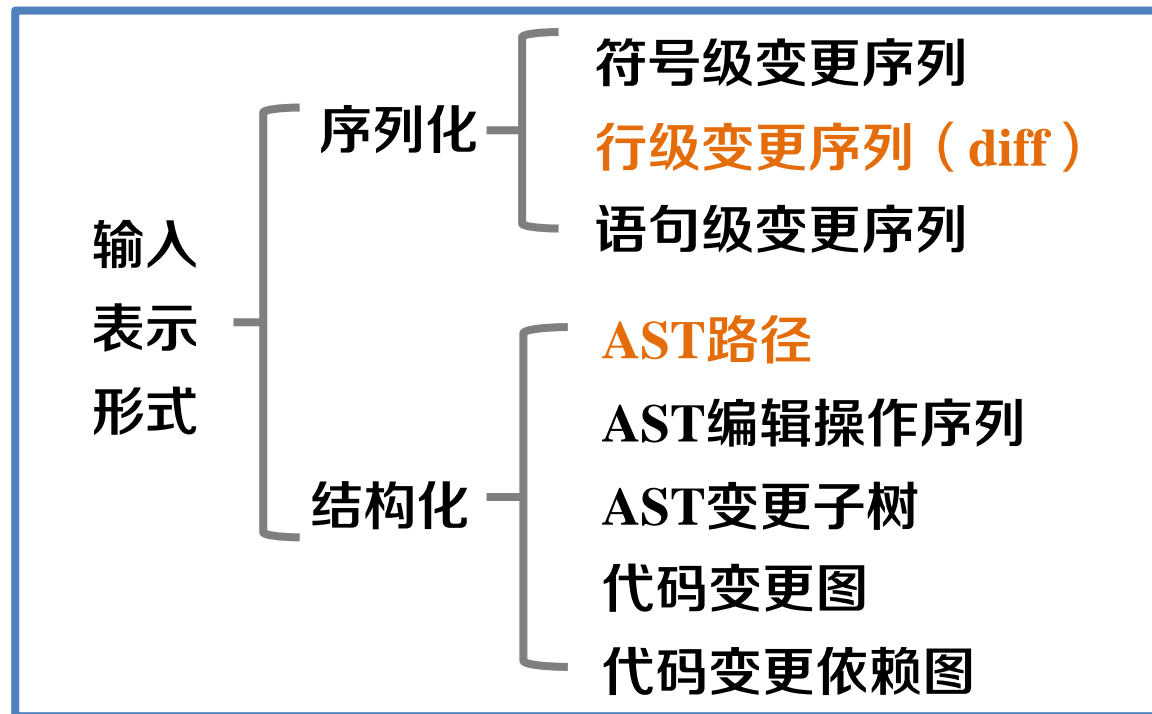 输入
表示
形式
序列化
符号级变更序列
行级变更序列（diff）
语句级变更序列
结构化
AST路径
AST编辑操作序列
AST变更子树
代码变更图
代码变更依赖图